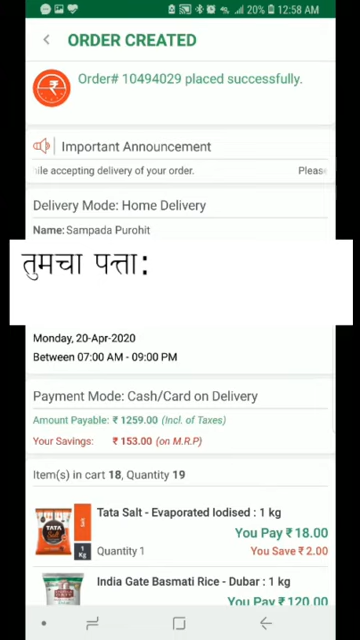 20% 12:58 AM
ORDER CREATED
Order# 10494029 placed successfully.
Important Announcement
ile accepting delivery of your order. Please
Delivery Mode: Home Delivery
Name: Sampada Purohit
तुमचा पत्ता:
Monday, 20-Apr-2020
Between 07:00 AM - 09:00 PM
Payment Mode: Cash/Card on Delivery
Amount Payable: ₹ 1259.00 (Incl. of Taxes)
Your Savings: ₹ 153.00 (on M.R.P)
Item(s) in cart 18, Quantity 19
Tata Salt - Evaporated Iodised : 1 kg
You Pay ₹ 18.00
TATA
1 Kg
Quantity 1 You Save ₹ 2.00
India Gate Basmati Rice - Dubar : 1 kg
You Pay ₹ 120.00